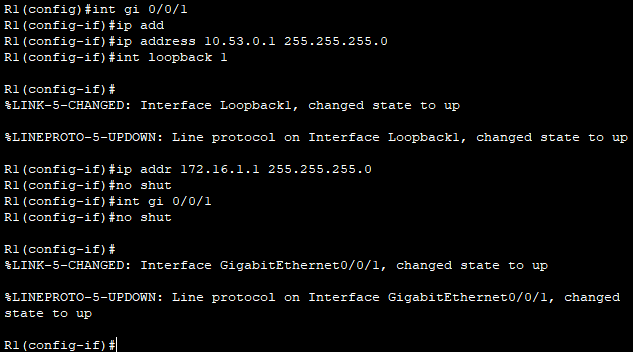 R1(config)#int gi 0/0/1
R1(config-if)#ip add
R1(config-if)#ip address 10.53.0.1 255.255.255.0
R1(config-if)#int loopback 1
R1(config-if)#
%LINK-5-CHANGED: Interface Loopback1, changed state to up
%LINEPROTO-5-UPDOWN: Line protocol on Interface Loopback1, changed state to up
R1(config-if)#ip addr 172.16.1.1 255.255.255.0
R1(config-if)#no shut
R1(config-if)#int gi 0/0/1
R1(config-if)#no shut
R1(config-if)#
%LINK-5-CHANGED: Interface GigabitEthernet0/0/1, changed state to up
%LINEPROTO-5-UPDOWN: Line protocol on Interface GigabitEthernet0/0/1, changed
state to up
R1(config-if)#